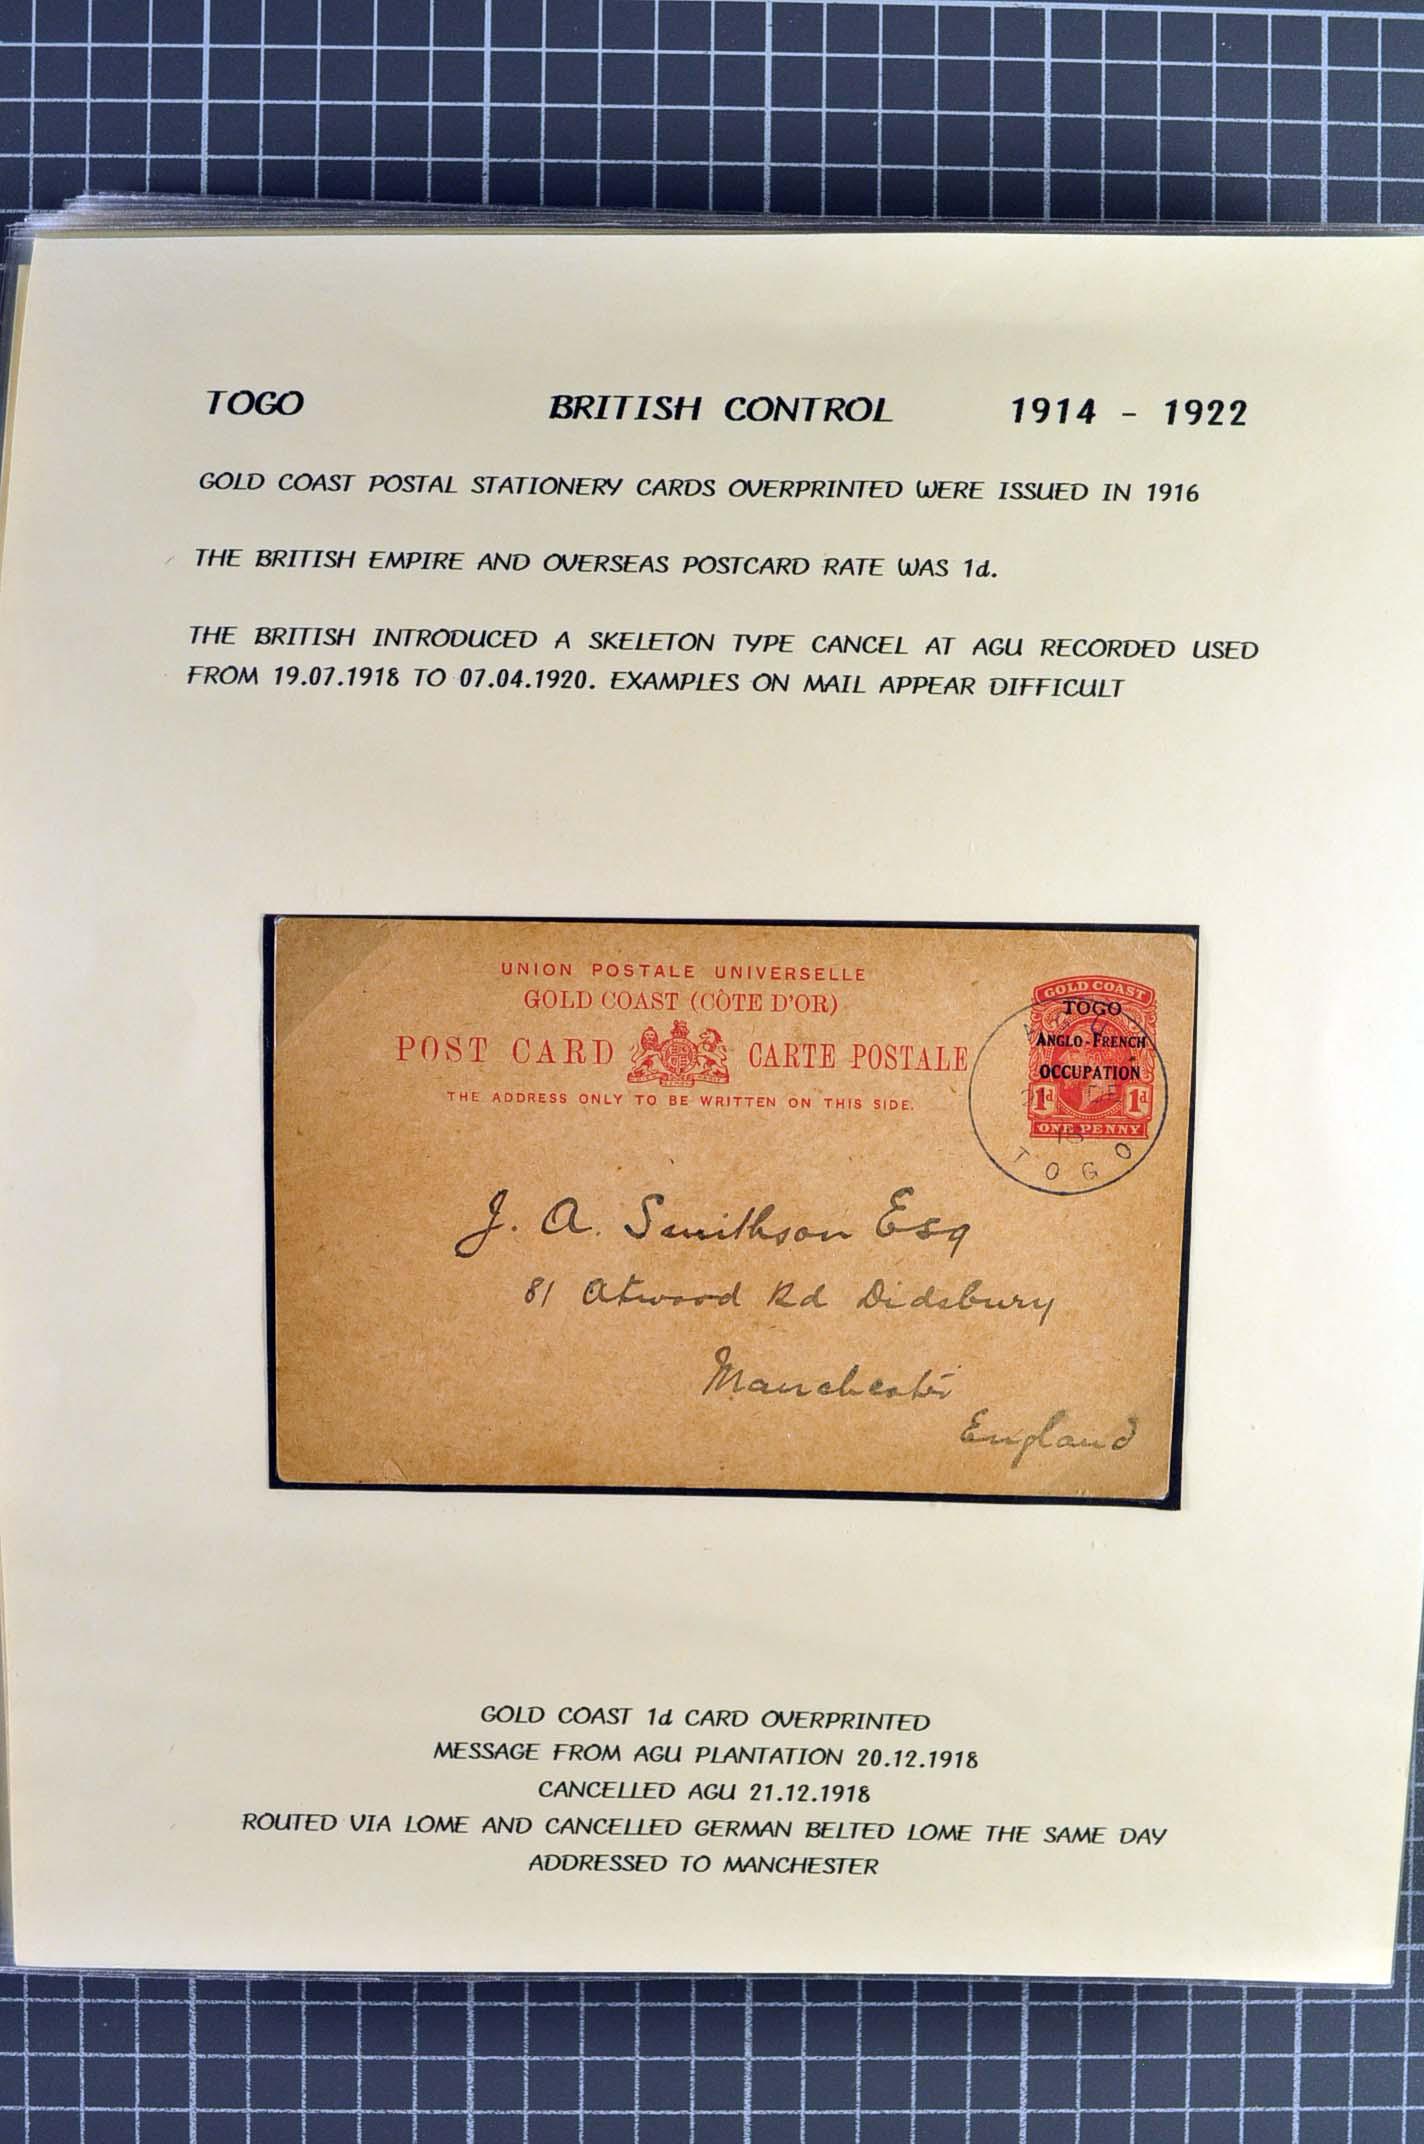 TOGO BRITISH CONTROL 1914 - 1922
GOLD COAST POSTAL STATIONERY CARDS OVERPRINTED WERE ISSUED IN 1916
THE BRITISH EMPIRE AND OVERSEAS POSTCARD RATE WAS 1d.
THE BRITISH INTRODUCED A SKELETON TYPE CANCEL AT AGU RECORDED USED
FROM 19.07.1918 TO 07.04.1920. EXAMPLES ON MAIL APPEAR DIFFICULT
UNION POSTALE UNIVERSELLE
GOLD COAST (CÔTE D'OR)
POST CARD CARTE POSTALE
THE ADDRESS ONLY TO BE WRITTEN ON THIS SIDE.
GOLD COAST
TOGO
ANGLO-FRENCH
OCCUPATION
1d 1d
ONE PENNY
AGU
DE
TOGO
J. A. Smithson Esq
81 Atwood Rd Didsbury
Manchester
England
GOLD COAST 1d CARD OVERPRINTED
MESSAGE FROM AGU PLANTATION 20.12.1918
CANCELLED AGU 21.12.1918
ROUTED VIA LOME AND CANCELLED GERMAN BELTED LOME THE SAME DAY
ADDRESSED TO MANCHESTER